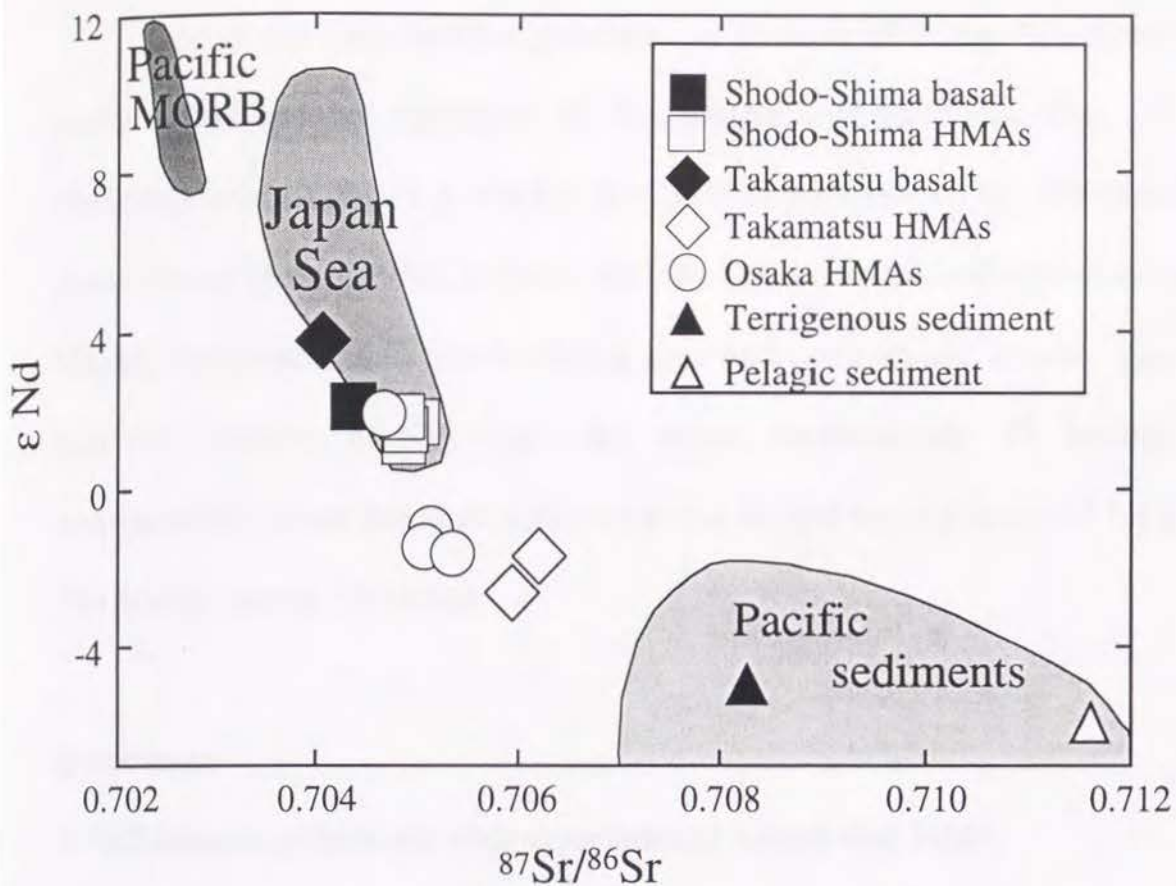 12
8
4
0
-4
ε Nd
Pacific
MORB
Japan
Sea
Shodo-Shima basalt
Shodo-Shima HMAs
Takamatsu basalt
Takamatsu HMAs
Osaka HMAs
Terrigenous sediment
Pelagic sediment
Pacific
sediments
0.702 0.704 0.706 0.708 0.710 0.712
⁸⁷Sr/⁸⁶Sr